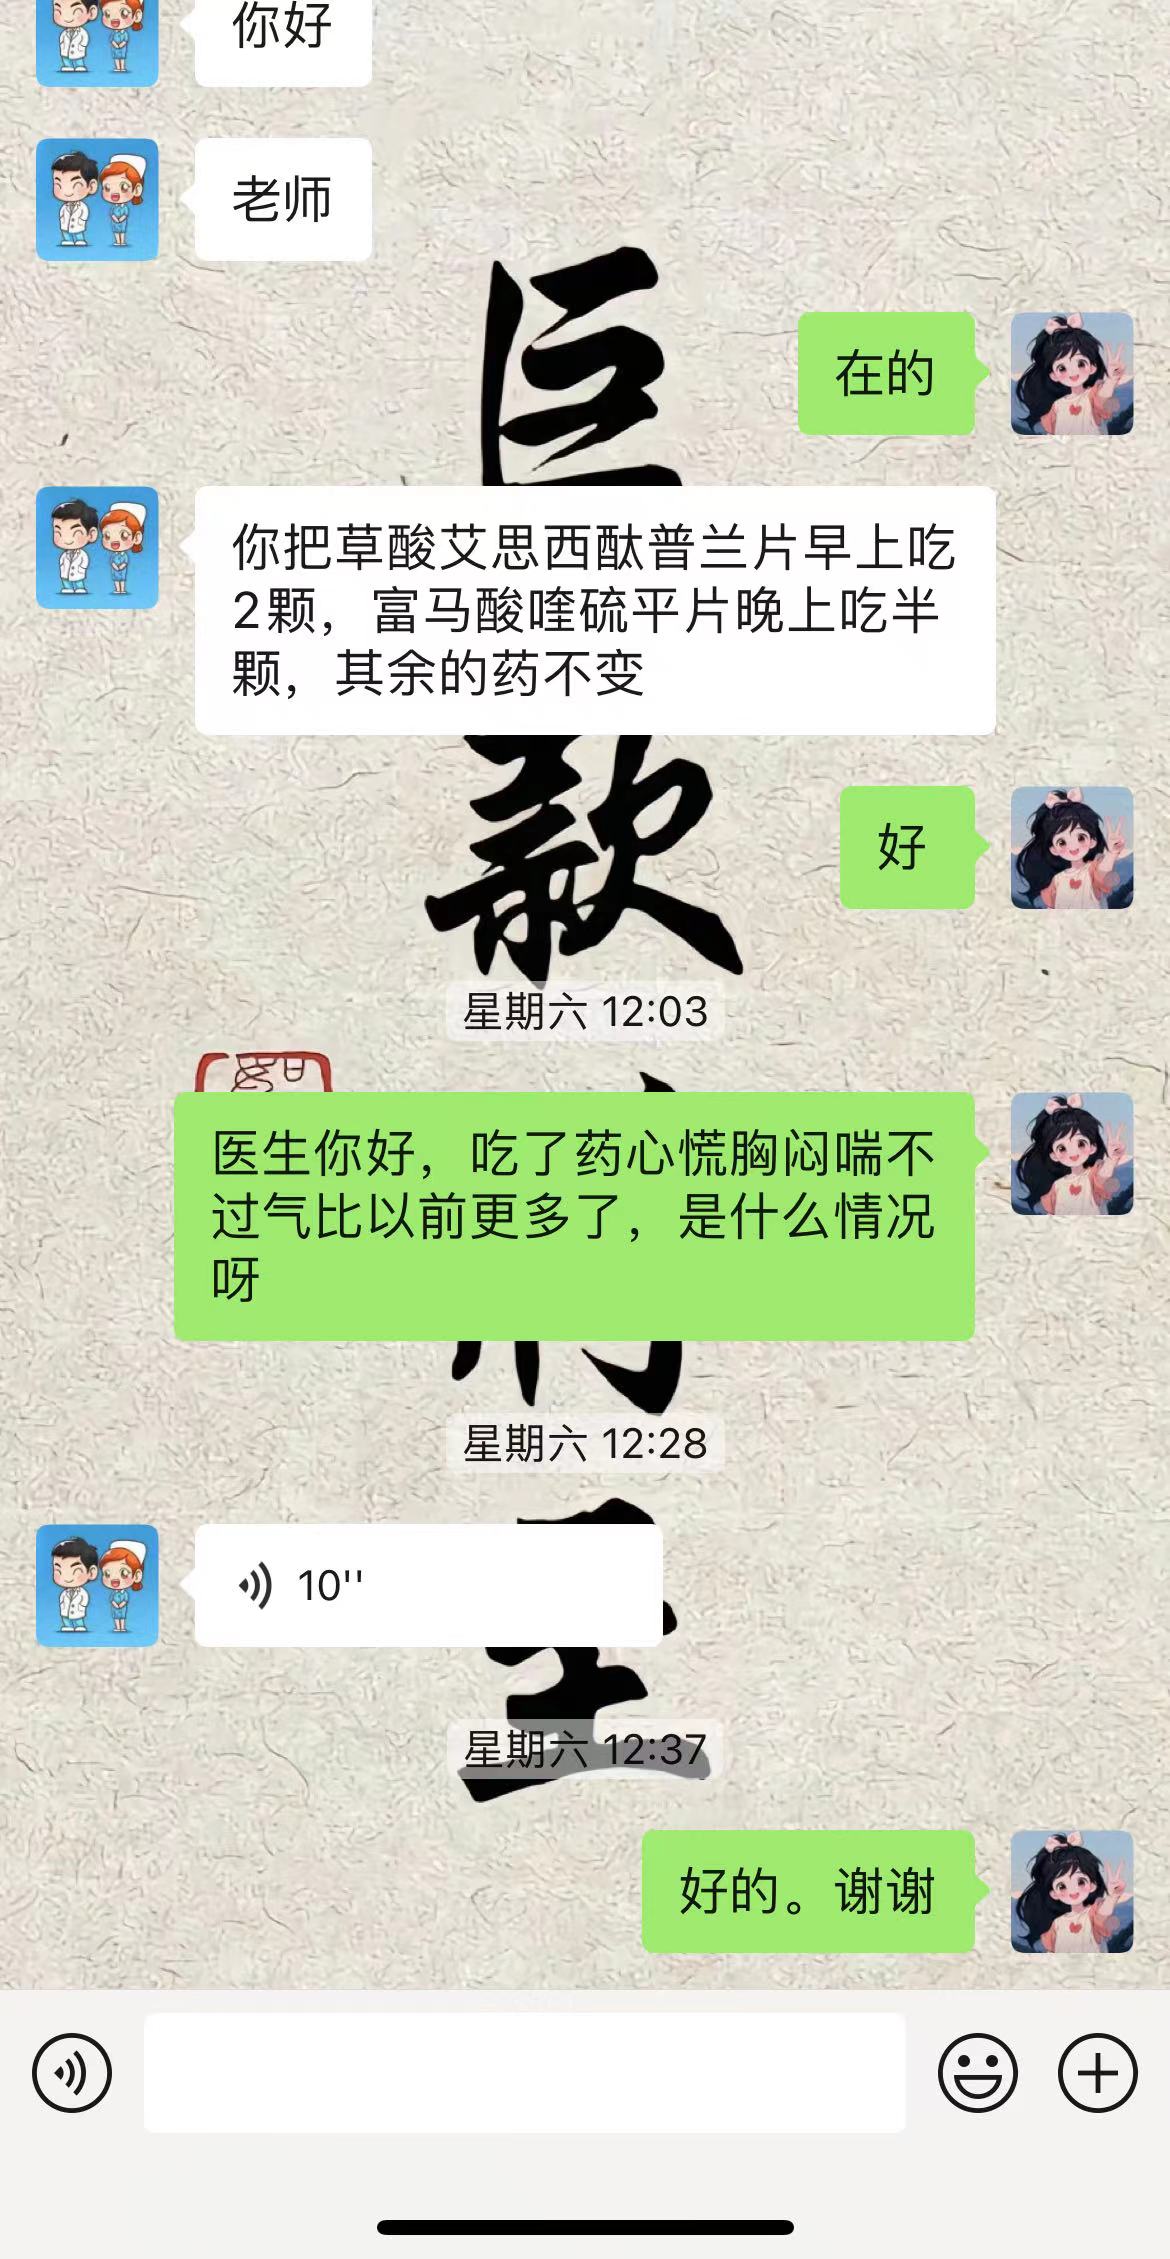 你好
老师
在的
你把草酸艾思西酞普兰片早上吃
2颗，富马酸喹硫平片晚上吃半
颗，其余的药不变
好
星期六 12:03
医生你好，吃了药心慌胸闷喘不
过气比以前更多了，是什么情况
呀
星期六 12:28
10''
星期六 12:37
好的。谢谢